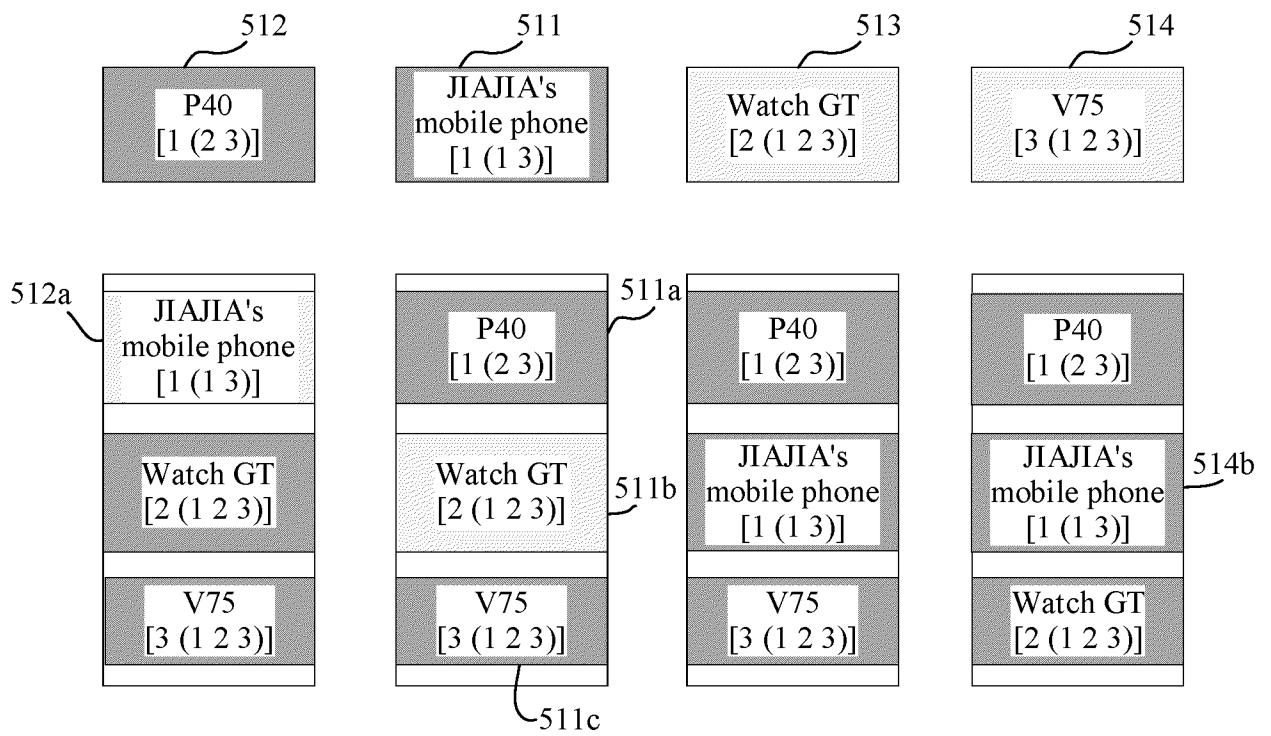 512
511
513
514
P40
[1 (2 3)]
JIAJIA's
mobile phone
[1 (1 3)]
Watch GT
[2 (1 2 3)]
V75
[3 (1 2 3)]
512a
JIAJIA's
mobile phone
[1 (1 3)]
Watch GT
[2 (1 2 3)]
V75
[3 (1 2 3)]
511a
P40
[1 (2 3)]
Watch GT
[2 (1 2 3)]
511b
V75
[3 (1 2 3)]
511c
P40
[1 (2 3)]
JIAJIA's
mobile phone
[1 (1 3)]
V75
[3 (1 2 3)]
P40
[1 (2 3)]
JIAJIA's
mobile phone
[1 (1 3)]
514b
Watch GT
[2 (1 2 3)]